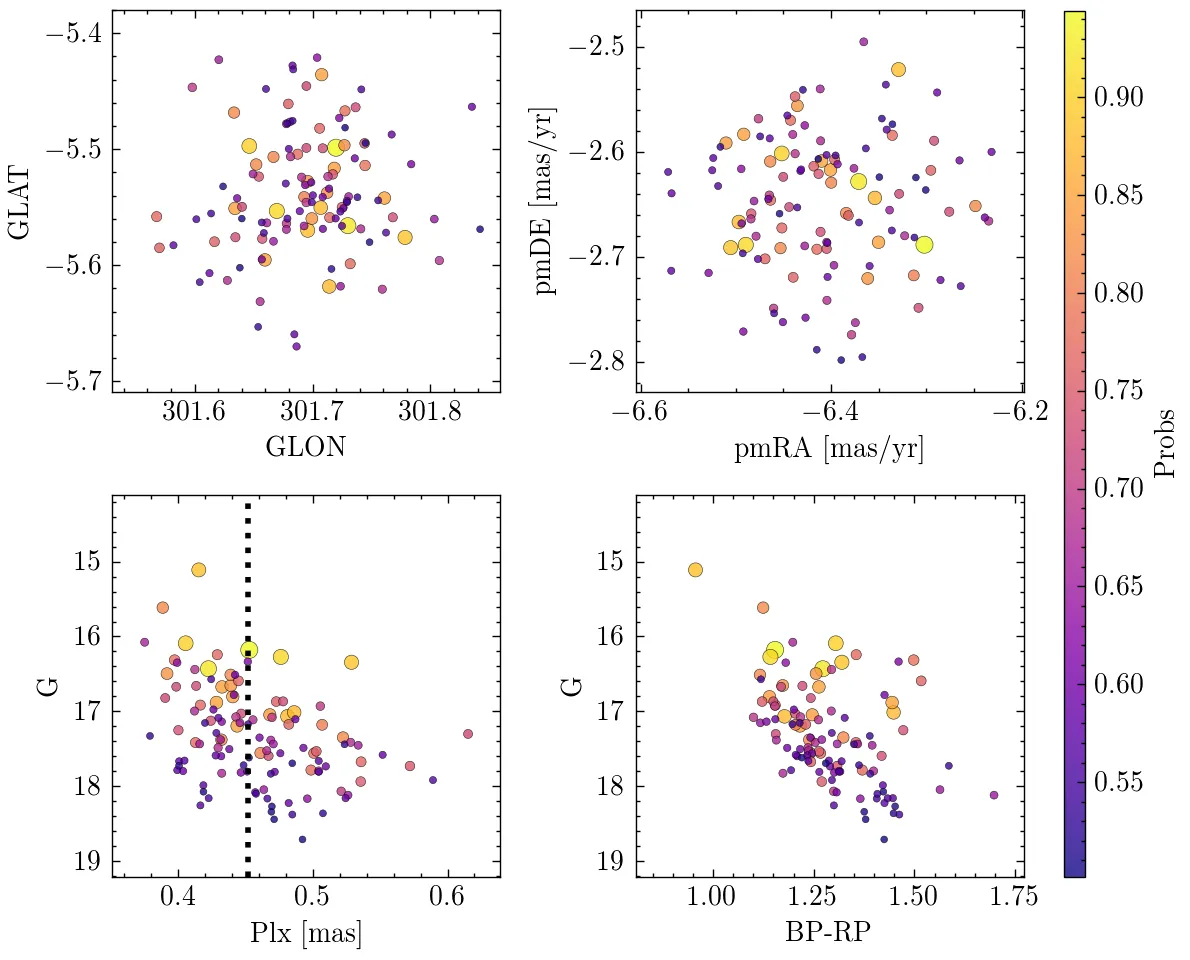 −5.4
−5.5
−5.6
−5.7
GLAT
301.6 301.7 301.8
GLON
−2.5
−2.6
−2.7
−2.8
pmDE [mas/yr]
−6.6 −6.4 −6.2
pmRA [mas/yr]
15
16
17
18
19
G
0.4 0.5 0.6
Plx [mas]
15
16
17
18
19
G
1.00 1.25 1.50 1.75
BP-RP
0.90
0.85
0.80
0.75
0.70
0.65
0.60
0.55
Probs